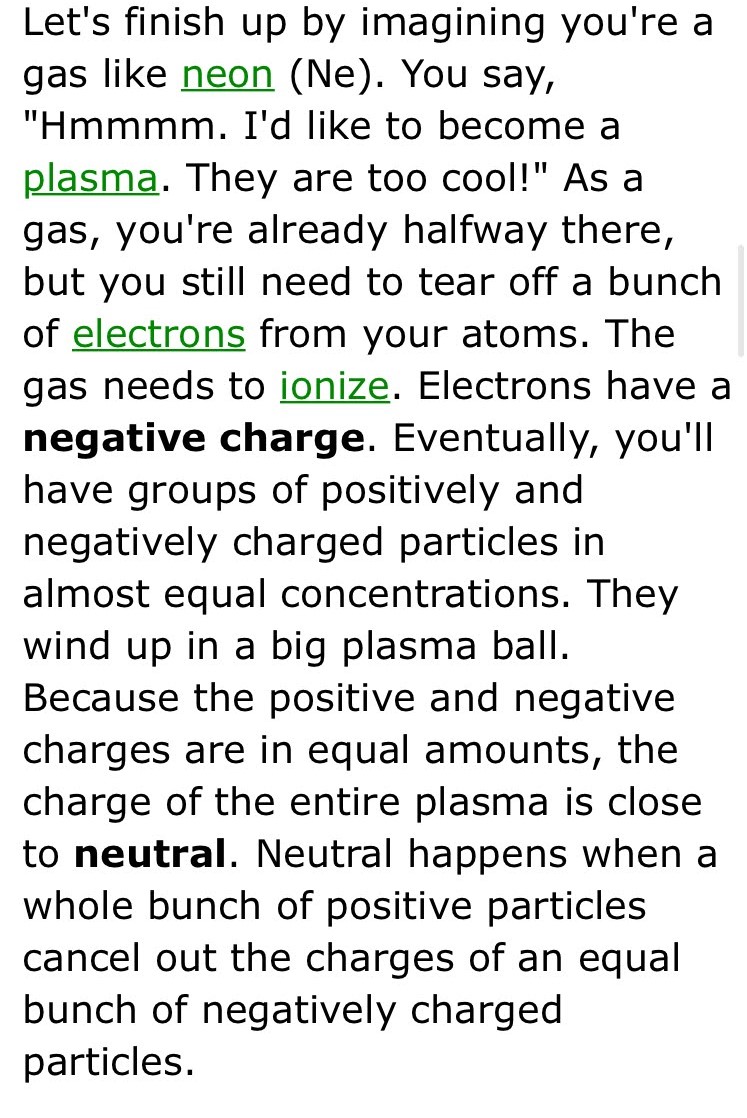 Let's finish up by imagining you're a
gas like neon (Ne). You say,
"Hmmmm. I'd like to become a
plasma. They are too cool!" As a
gas, you're already halfway there,
but you still need to tear off a bunch
of electrons from your atoms. The
gas needs to ionize. Electrons have a
negative charge. Eventually, you'll
have groups of positively and
negatively charged particles in
almost equal concentrations. They
wind up in a big plasma ball.
Because the positive and negative
charges are in equal amounts, the
charge of the entire plasma is close
to neutral. Neutral happens when a
whole bunch of positive particles
cancel out the charges of an equal
bunch of negatively charged
particles.